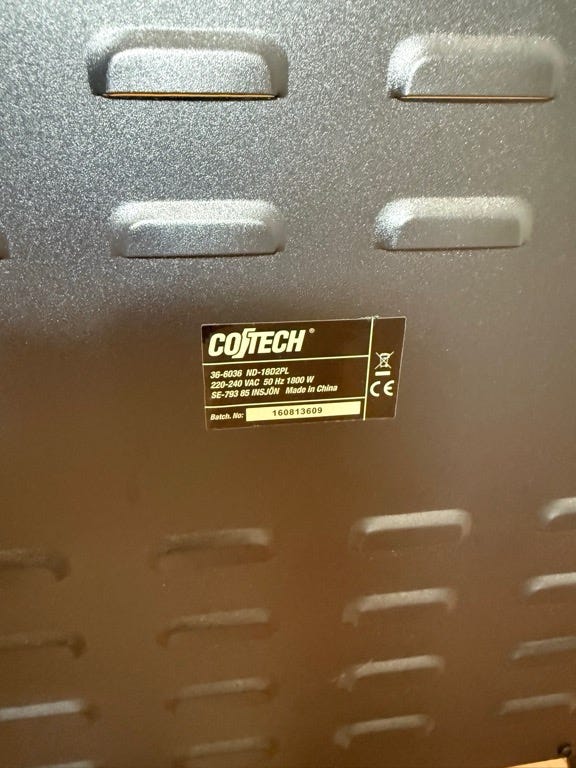 COTECH®
36-6036 ND-18D2PL
220-240 VAC 50 Hz 1800 W
SE-793 85 INSJÖN Made in China
Batch. No: 160813609
CE